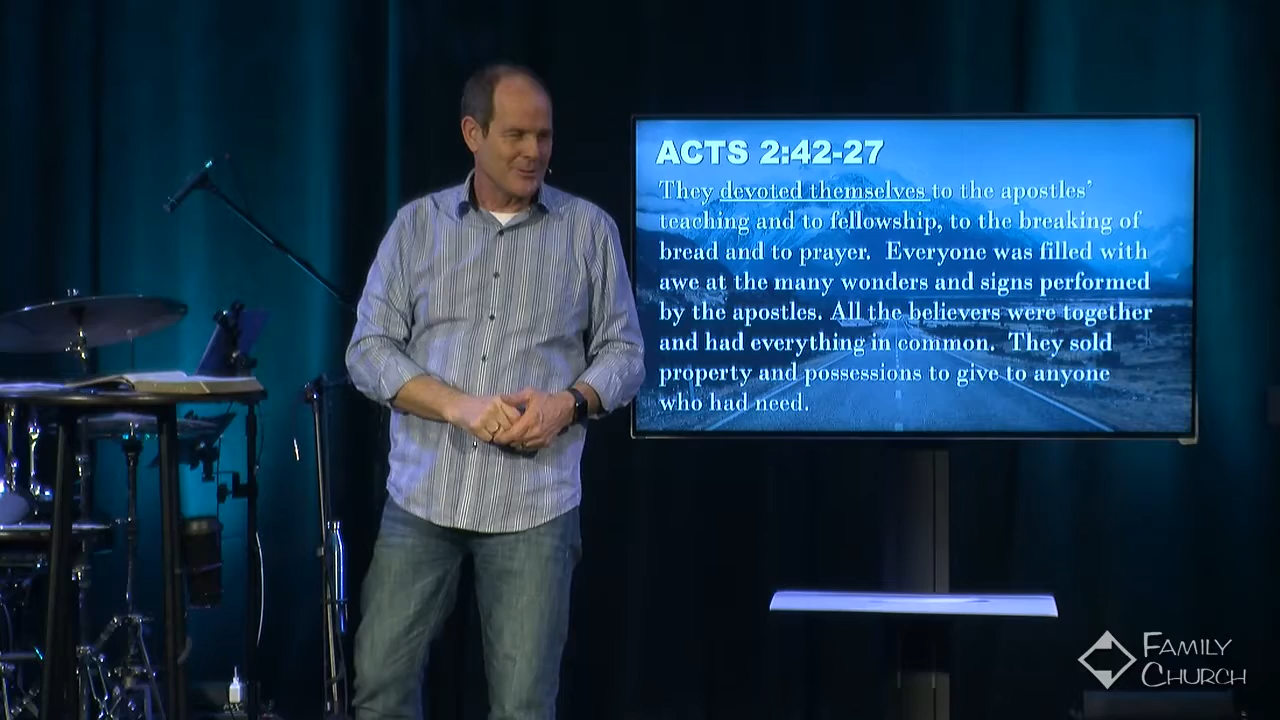 ACTS 2:42-27
They devoted themselves to the apostles'
teaching and to fellowship, to the breaking of
bread and to prayer. Everyone was filled with
awe at the many wonders and signs performed
by the apostles. All the believers were together
and had everything in common. They sold
property and possessions to give to anyone
who had need.
FAMILY
CHURCH